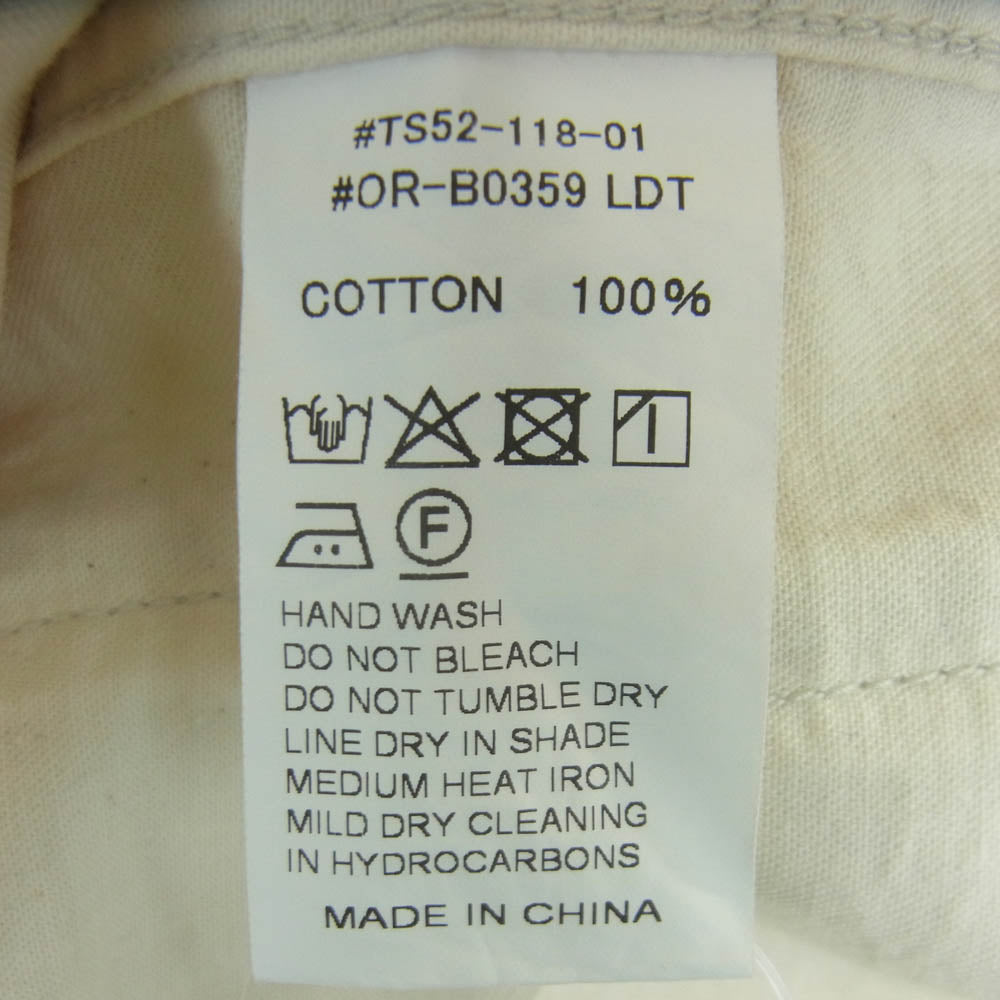 #TS52-118-01
#OR-B0359 LDT
COTTON 100%
F
HAND WASH
DO NOT BLEACH
DO NOT TUMBLE DRY
LINE DRY IN SHADE
MEDIUM HEAT IRON
MILD DRY CLEANING
IN HYDROCARBONS
MADE IN CHINA